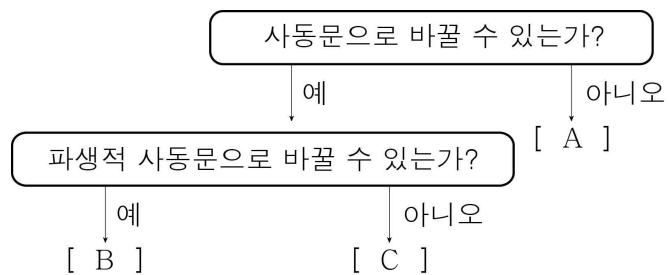 사동문으로 바꿀 수 있는가?
예
아니오
[ A ]
파생적 사동문으로 바꿀 수 있는가?
예
아니오
[ B ]
[ C ]